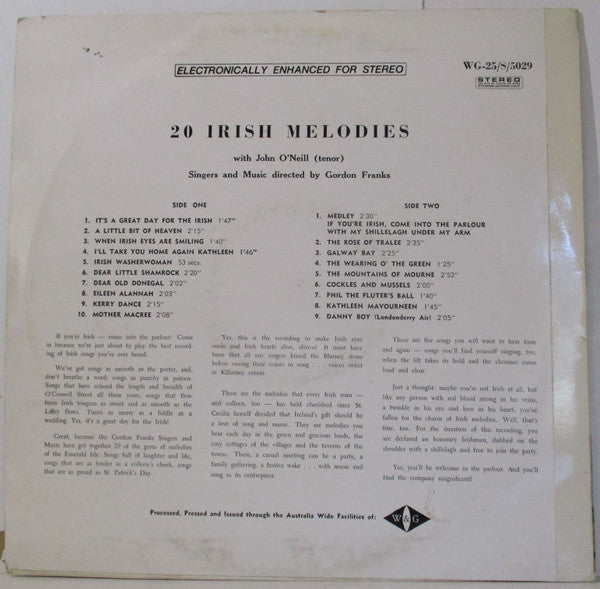 ELECTRONICALLY ENHANCED FOR STEREO
WG-25/S/5029
STEREO
20 IRISH MELODIES
with John O'Neill (tenor)
Singers and Music directed by Gordon Franks
SIDE ONE
1. IT'S A GREAT DAY FOR THE IRISH 1'47"
2. A LITTLE BIT OF HEAVEN 2'15"
3. WHEN IRISH EYES ARE SMILING 1'40"
4. I'LL TAKE YOU HOME AGAIN KATHLEEN 1'46"
5. IRISH WASHERWOMAN 53 secs.
6. DEAR LITTLE SHAMROCK 2'20"
7. DEAR OLD DONEGAL 2'02"
8. EILEEN ALANNAH 2'03"
9. KERRY DANCE 2'15"
10. MOTHER MACREE 2'08"
SIDE TWO
1. MEDLEY 2'30"
IF YOU'RE IRISH, COME INTO THE PARLOUR
WITH MY SHILLELAGH UNDER MY ARM
2. THE ROSE OF TRALEE 2'35"
3. GALWAY BAY 2'25"
4. THE WEARING O' THE GREEN 1'25"
5. THE MOUNTAINS OF MOURNE 2'52"
6. COCKLES AND MUSSELS 2'00"
7. PHIL THE FLUTER'S BALL 1'40"
8. KATHLEEN MAVOURNEEN 1'45"
9. DANNY BOY (Londonderry Air) 2'05"
If you're Irish — come into the parlour! Come
in because we're just about to play the best record-
ing of Irish songs you've ever heard.
We've got songs as smooth as the porter, and,
don't breathe a word, songs as punchy as poteen.
Songs that have echoed the length and breadth of
O'Connell Street all these years, songs that flow
from Irish tongues as sweet and as smooth as the
Liffey flows. Tunes as merry as a fiddle at a
wedding. Yes, it's a great day for the Irish!
Great, because the Gordon Franks Singers and
Music have got together 20 of the gems of melodies
of the Emerald Isle. Songs full of laughter and life,
songs that are as tender as a colleen's cheek, songs
that are as proud as St. Patrick's Day.
Yes, this is the recording to make Irish eyes
smile and Irish hearts alive, alive-o! It must have
been that all our singers kissed the Blarney stone
before raising their voices in song . . . voices sweet
as Killarney cream.
These are the melodies that every Irish man —
and colleen, too — has held cherished since St.
Cecilia herself decided that Ireland's gift should be
a love of song and music. They are melodies you
hear each day in the green and gracious lands, the
cosy cottages of the villages and the taverns of the
towns. There, a casual meeting can be a party, a
family gathering, a festive wake . . . with music and
song as its centrepiece.
These are the songs you will want to hear time
and again — songs you'll find yourself singing, too,
when the lilt takes its hold and the choruses come
loud and clear.
Just a thought: maybe you're not Irish at all, but
like any person with red blood strong in his veins,
a twinkle in his eye and love in his heart, you've
fallen for the charm of Irish melodies. Well, that's
fine, too. For the duration of this recording, you
are declared an honorary Irishman, dubbed on the
shoulder with a shillelagh and free to join the party.
Yes, you'll be welcome in the parlour. And you'll
find the company magnificent!
Processed, Pressed and Issued through the Australia Wide Facilities of:
W&G